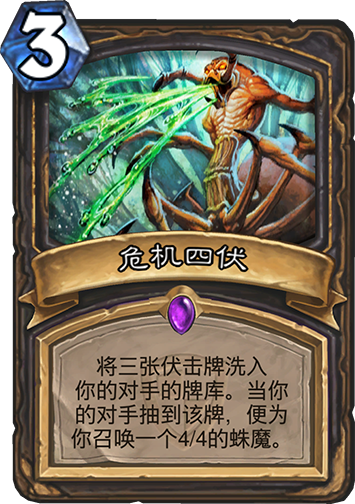 3
危机四伏
将三张伏击牌洗入
你的对手的牌库。当你
的对手抽到该牌，便为
你召唤一个4/4的蛛魔。